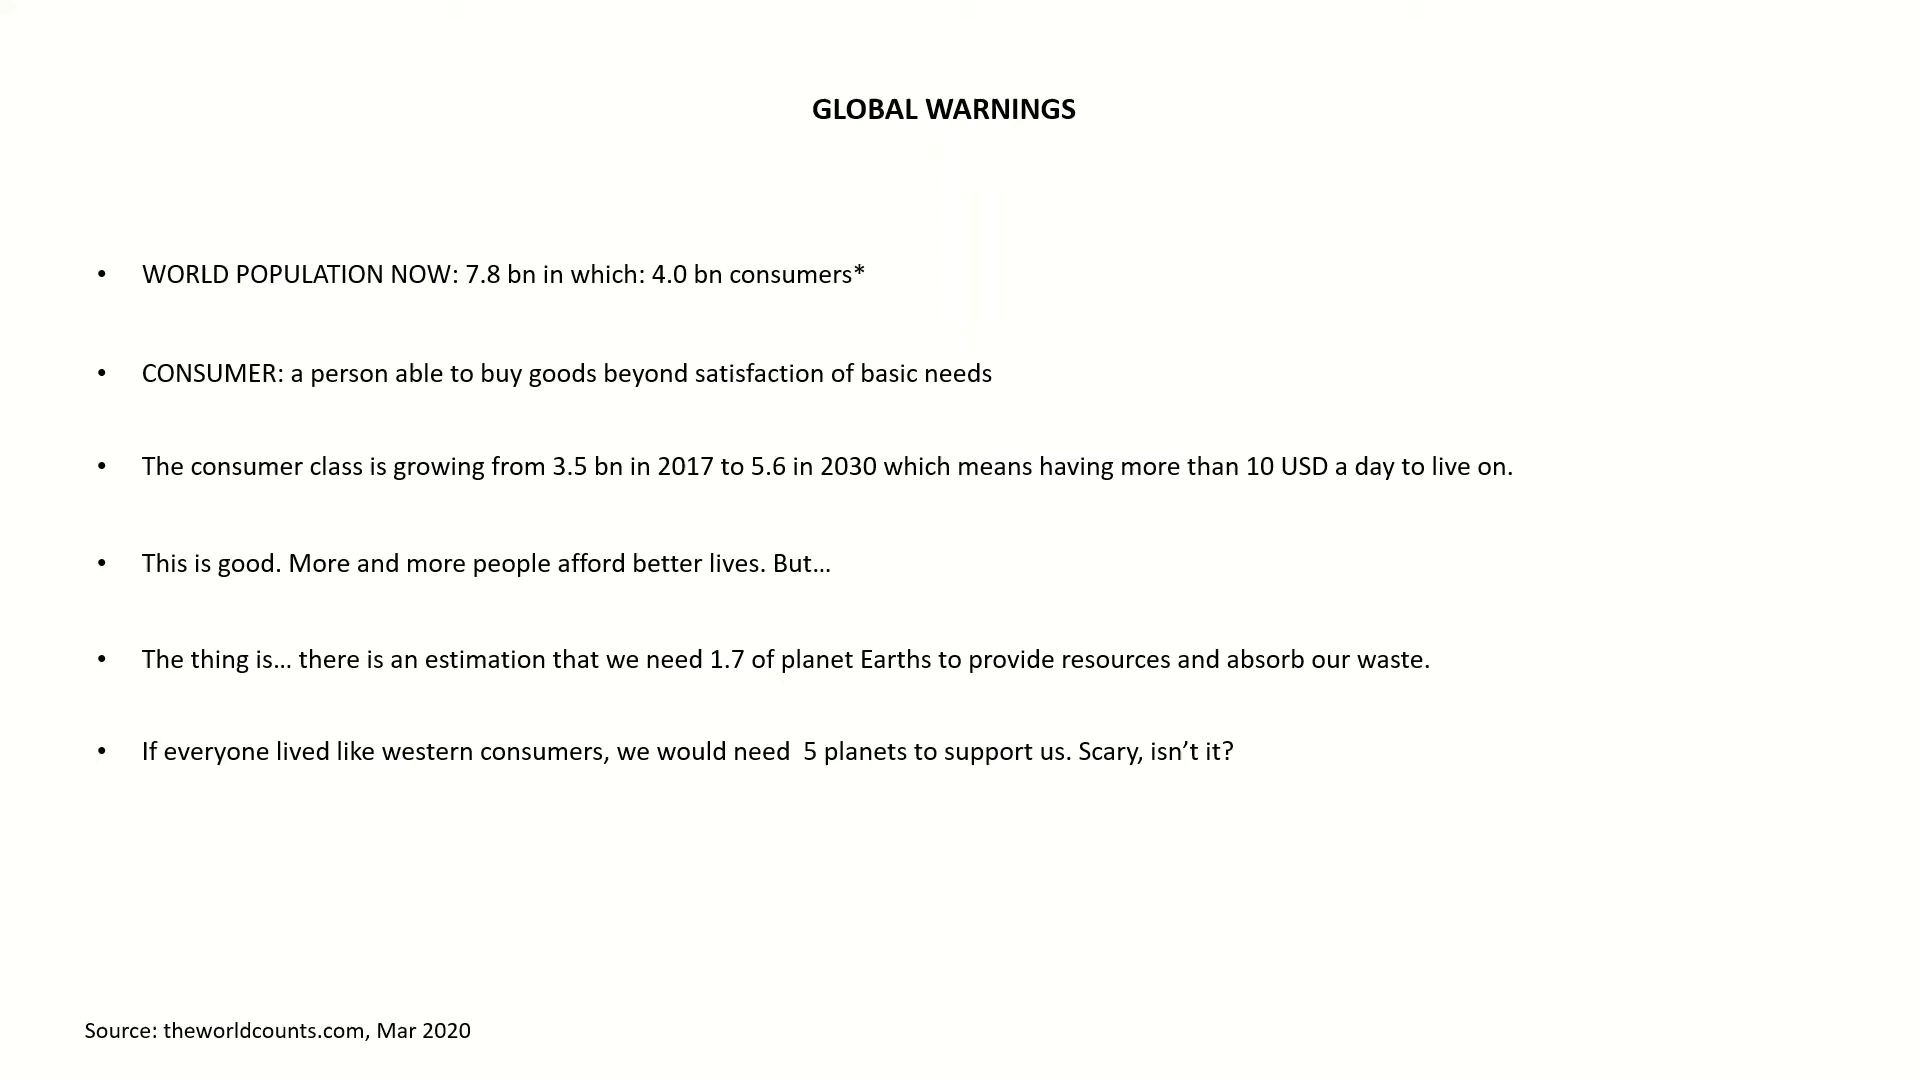 GLOBAL WARNINGS
• WORLD POPULATION NOW: 7.8 bn in which: 4.0 bn consumers*
• CONSUMER: a person able to buy goods beyond satisfaction of basic needs
• The consumer class is growing from 3.5 bn in 2017 to 5.6 in 2030 which means having more than 10 USD a day to live on.
• This is good. More and more people afford better lives. But…
• The thing is… there is an estimation that we need 1.7 of planet Earths to provide resources and absorb our waste.
• If everyone lived like western consumers, we would need  5 planets to support us. Scary, isn’t it?
Source: theworldcounts.com, Mar 2020